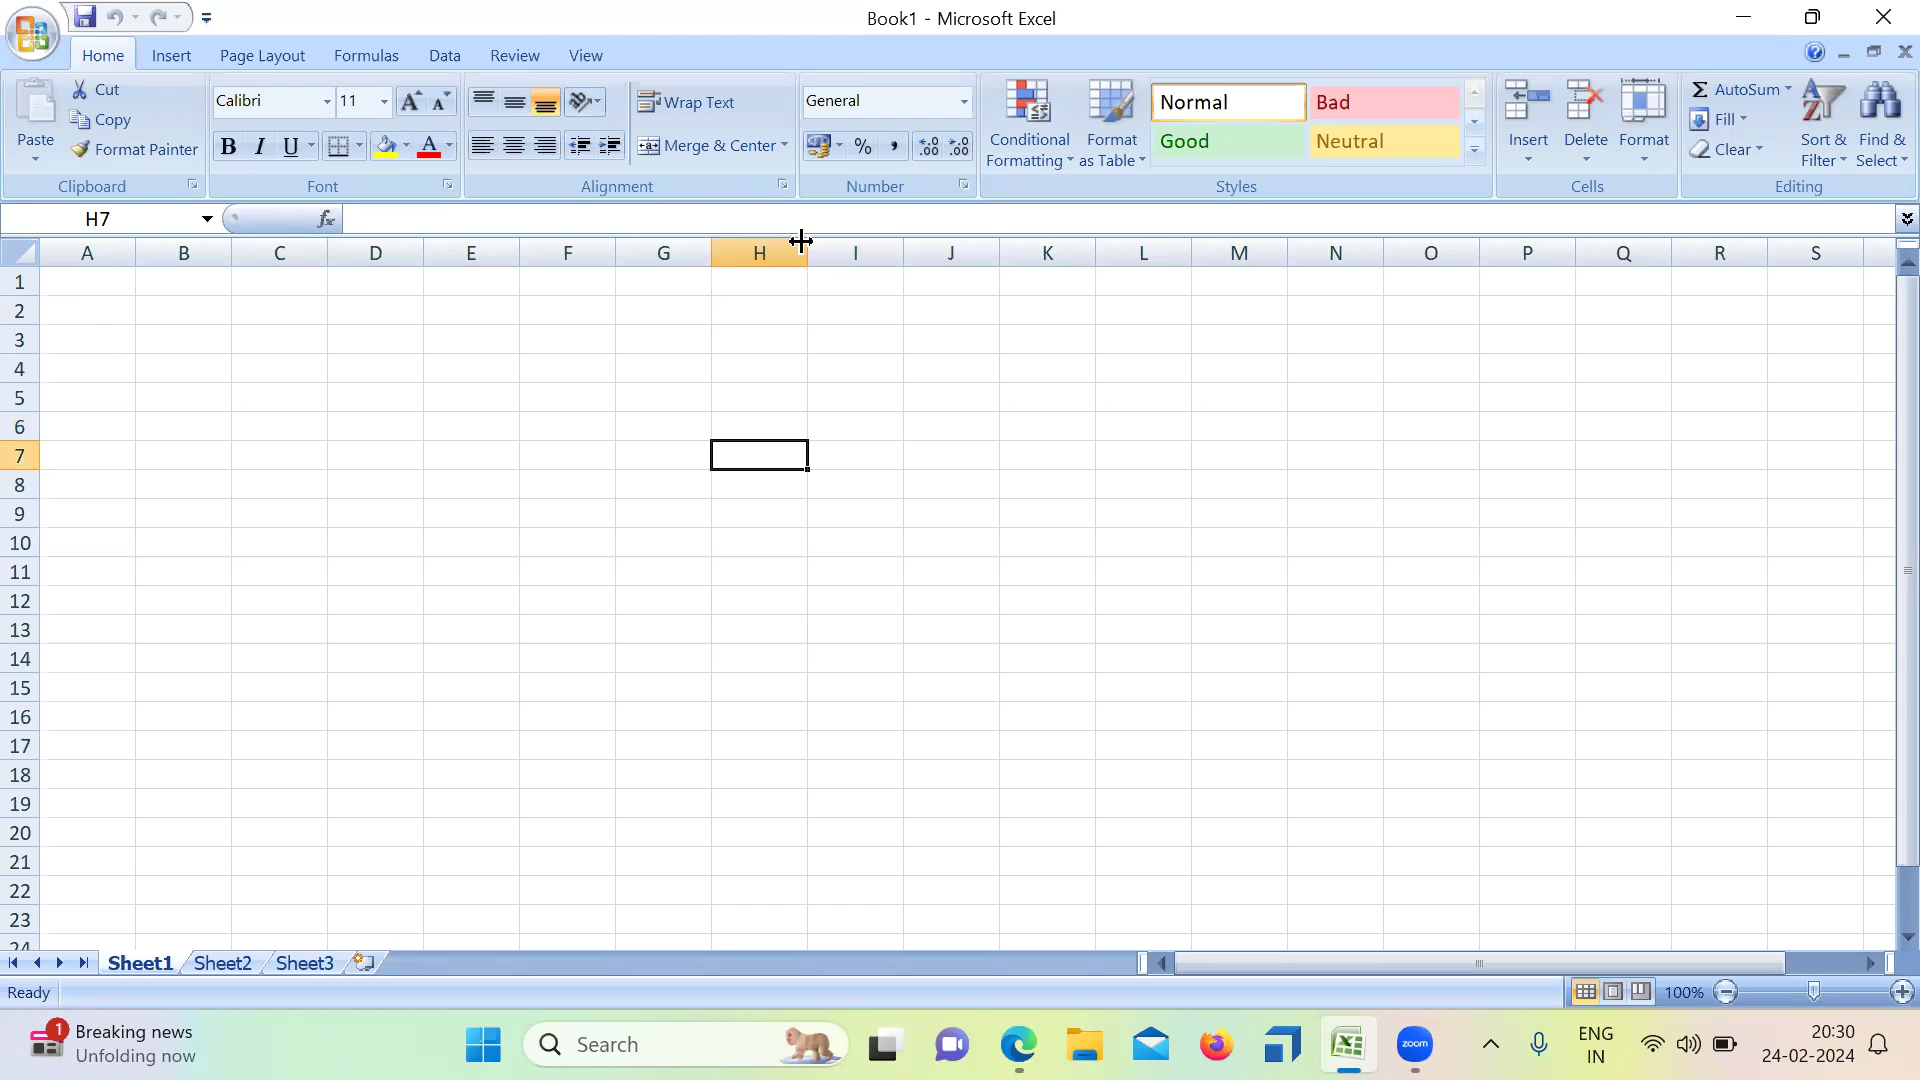 Book1 - Microsoft Excel
Home Insert Page Layout Formulas Data Review View
Paste Cut Copy Format Painter
Clipboard
Calibri 11
B I U A
Font
Wrap Text
Merge & Center
Alignment
General
%
Number
Conditional Formatting
Format as Table
Normal Bad
Good Neutral
Styles
Insert Delete Format
Cells
AutoSum
Fill
Clear
Sort & Filter
Find & Select
Editing
H7 fx
A B C D E F G H I J K L M N O P Q R S
1
2
3
4
5
6
7
8
9
10
11
12
13
14
15
16
17
18
19
20
21
22
23
24
Sheet1 Sheet2 Sheet3
Ready 100%
1 Breaking news
Unfolding now
Search
zoom
ENG
IN
20:30
24-02-2024